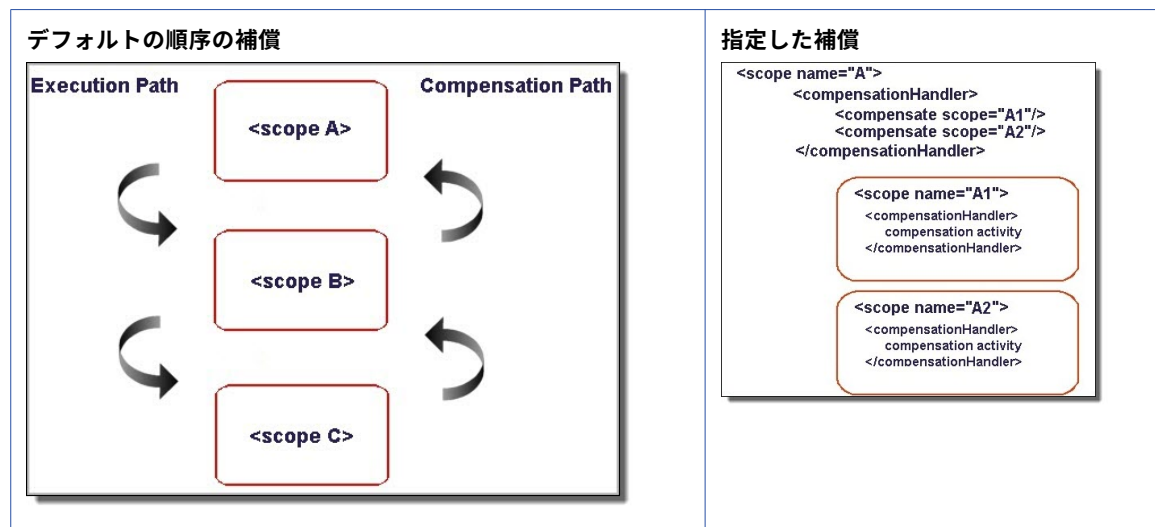 デフォルトの順序の補償
Execution Path
Compensation Path
<scope A>
<scope B>
<scope C>
指定した補償
<scope name="A">
<compensationHandler>
<compensate scope="A1"/>
<compensate scope="A2"/>
</compensationHandler>
<scope name="A1">
<compensationHandler>
compensation activity
</compensationHandler>
<scope name="A2">
<compensationHandler>
compensation activity
</compensationHandler>